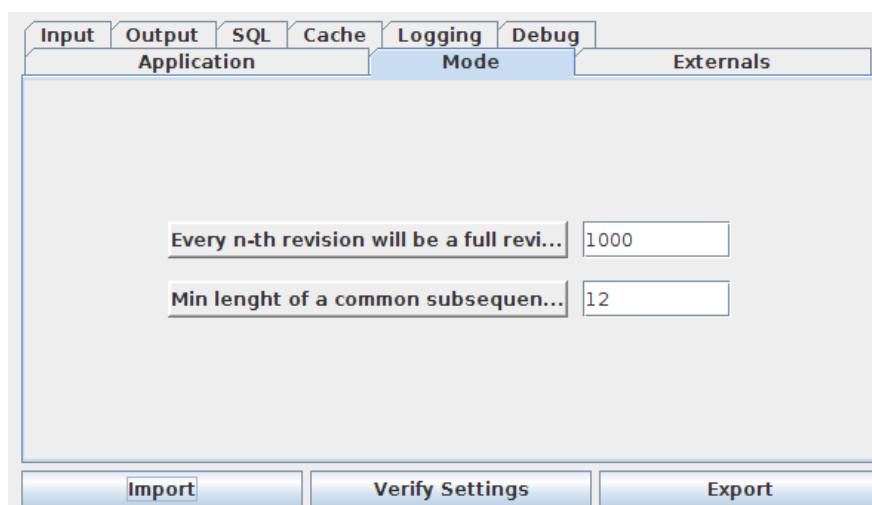 Input Output SQL Cache Logging Debug
Application Mode Externals
Every n-th revision will be a full revi... 1000
Min lenght of a common subsequen... 12
Import Verify Settings Export